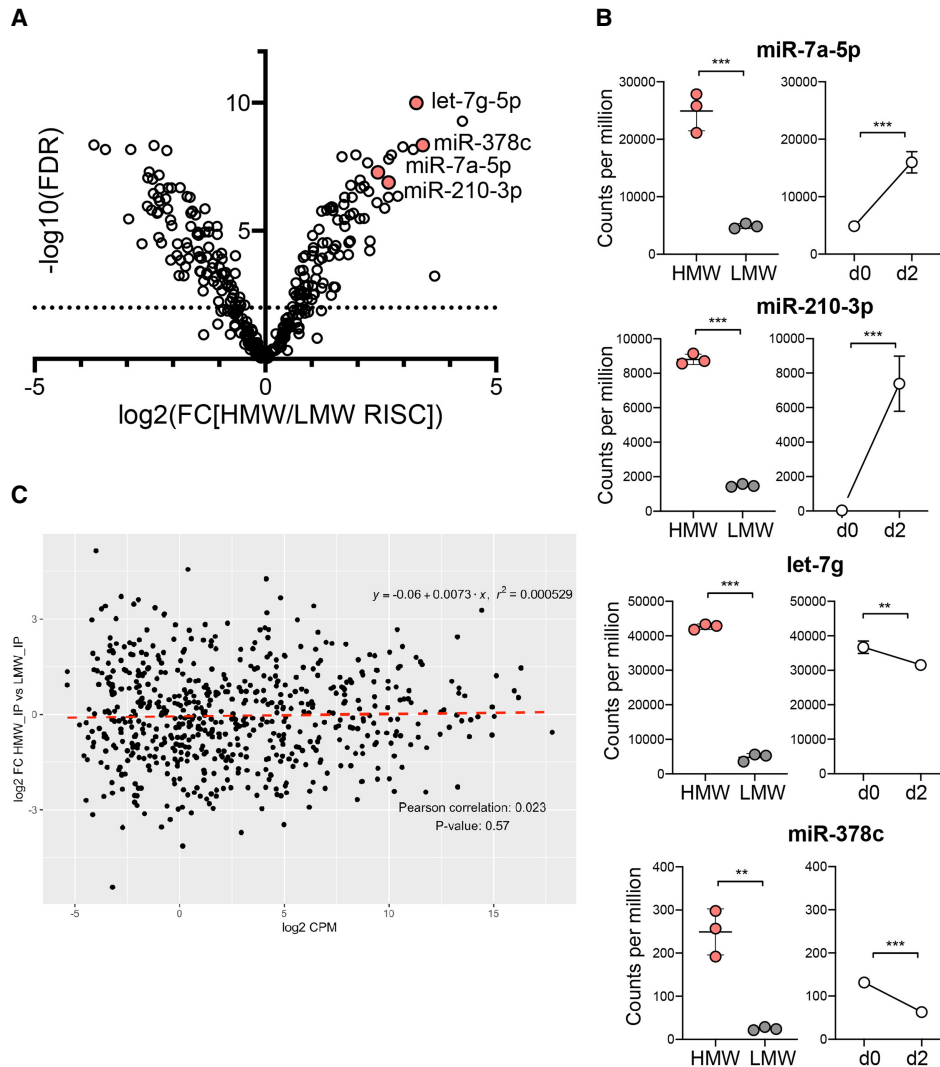 A
-log10(FDR)
10
5
-5
0
5
let-7g-5p
miR-378c
miR-7a-5p
miR-210-3p
log2(FC[HMW/LMW RISC])
B
miR-7a-5p
Counts per million
30000
20000
10000
0
***
HMW LMW
30000
20000
10000
0
***
d0 d2
miR-210-3p
Counts per million
10000
8000
6000
4000
2000
0
***
HMW LMW
10000
8000
6000
4000
2000
0
***
d0 d2
let-7g
Counts per million
50000
40000
30000
20000
10000
0
***
HMW LMW
50000
40000
30000
20000
10000
0
**
d0 d2
miR-378c
Counts per million
400
300
200
100
0
**
HMW LMW
400
300
200
100
0
***
d0 d2
C
log2 FC HMW_IP vs LMW_IP
3
0
-3
y = -0.06 + 0.0073 · x, r² = 0.000529
Pearson correlation: 0.023
P-value: 0.57
-5 0 5 10 15
log2 CPM